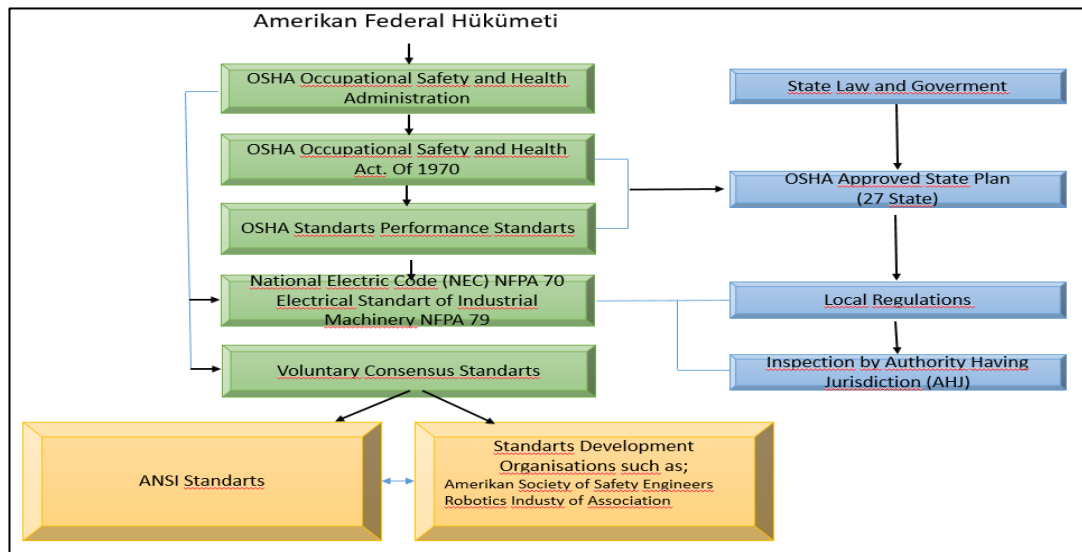 Amerikan Federal Hükümeti
OSHA Occupational Safety and Health
Administration
State Law and Goverment
OSHA Occupational Safety and Health
Act. Of 1970
OSHA Approved State Plan
(27 State)
OSHA Standarts Performance Standarts
National Electric Code (NEC) NFPA 70
Electrical Standart of Industrial
Machinery NFPA 79
Local Regulations
Voluntary Consensus Standarts
Inspection by Authority Having
Jurisdiction (AHJ)
ANSI Standarts
Standarts Development
Organisations such as;
Amerikan Society of Safety Engineers
Robotics Industy of Association